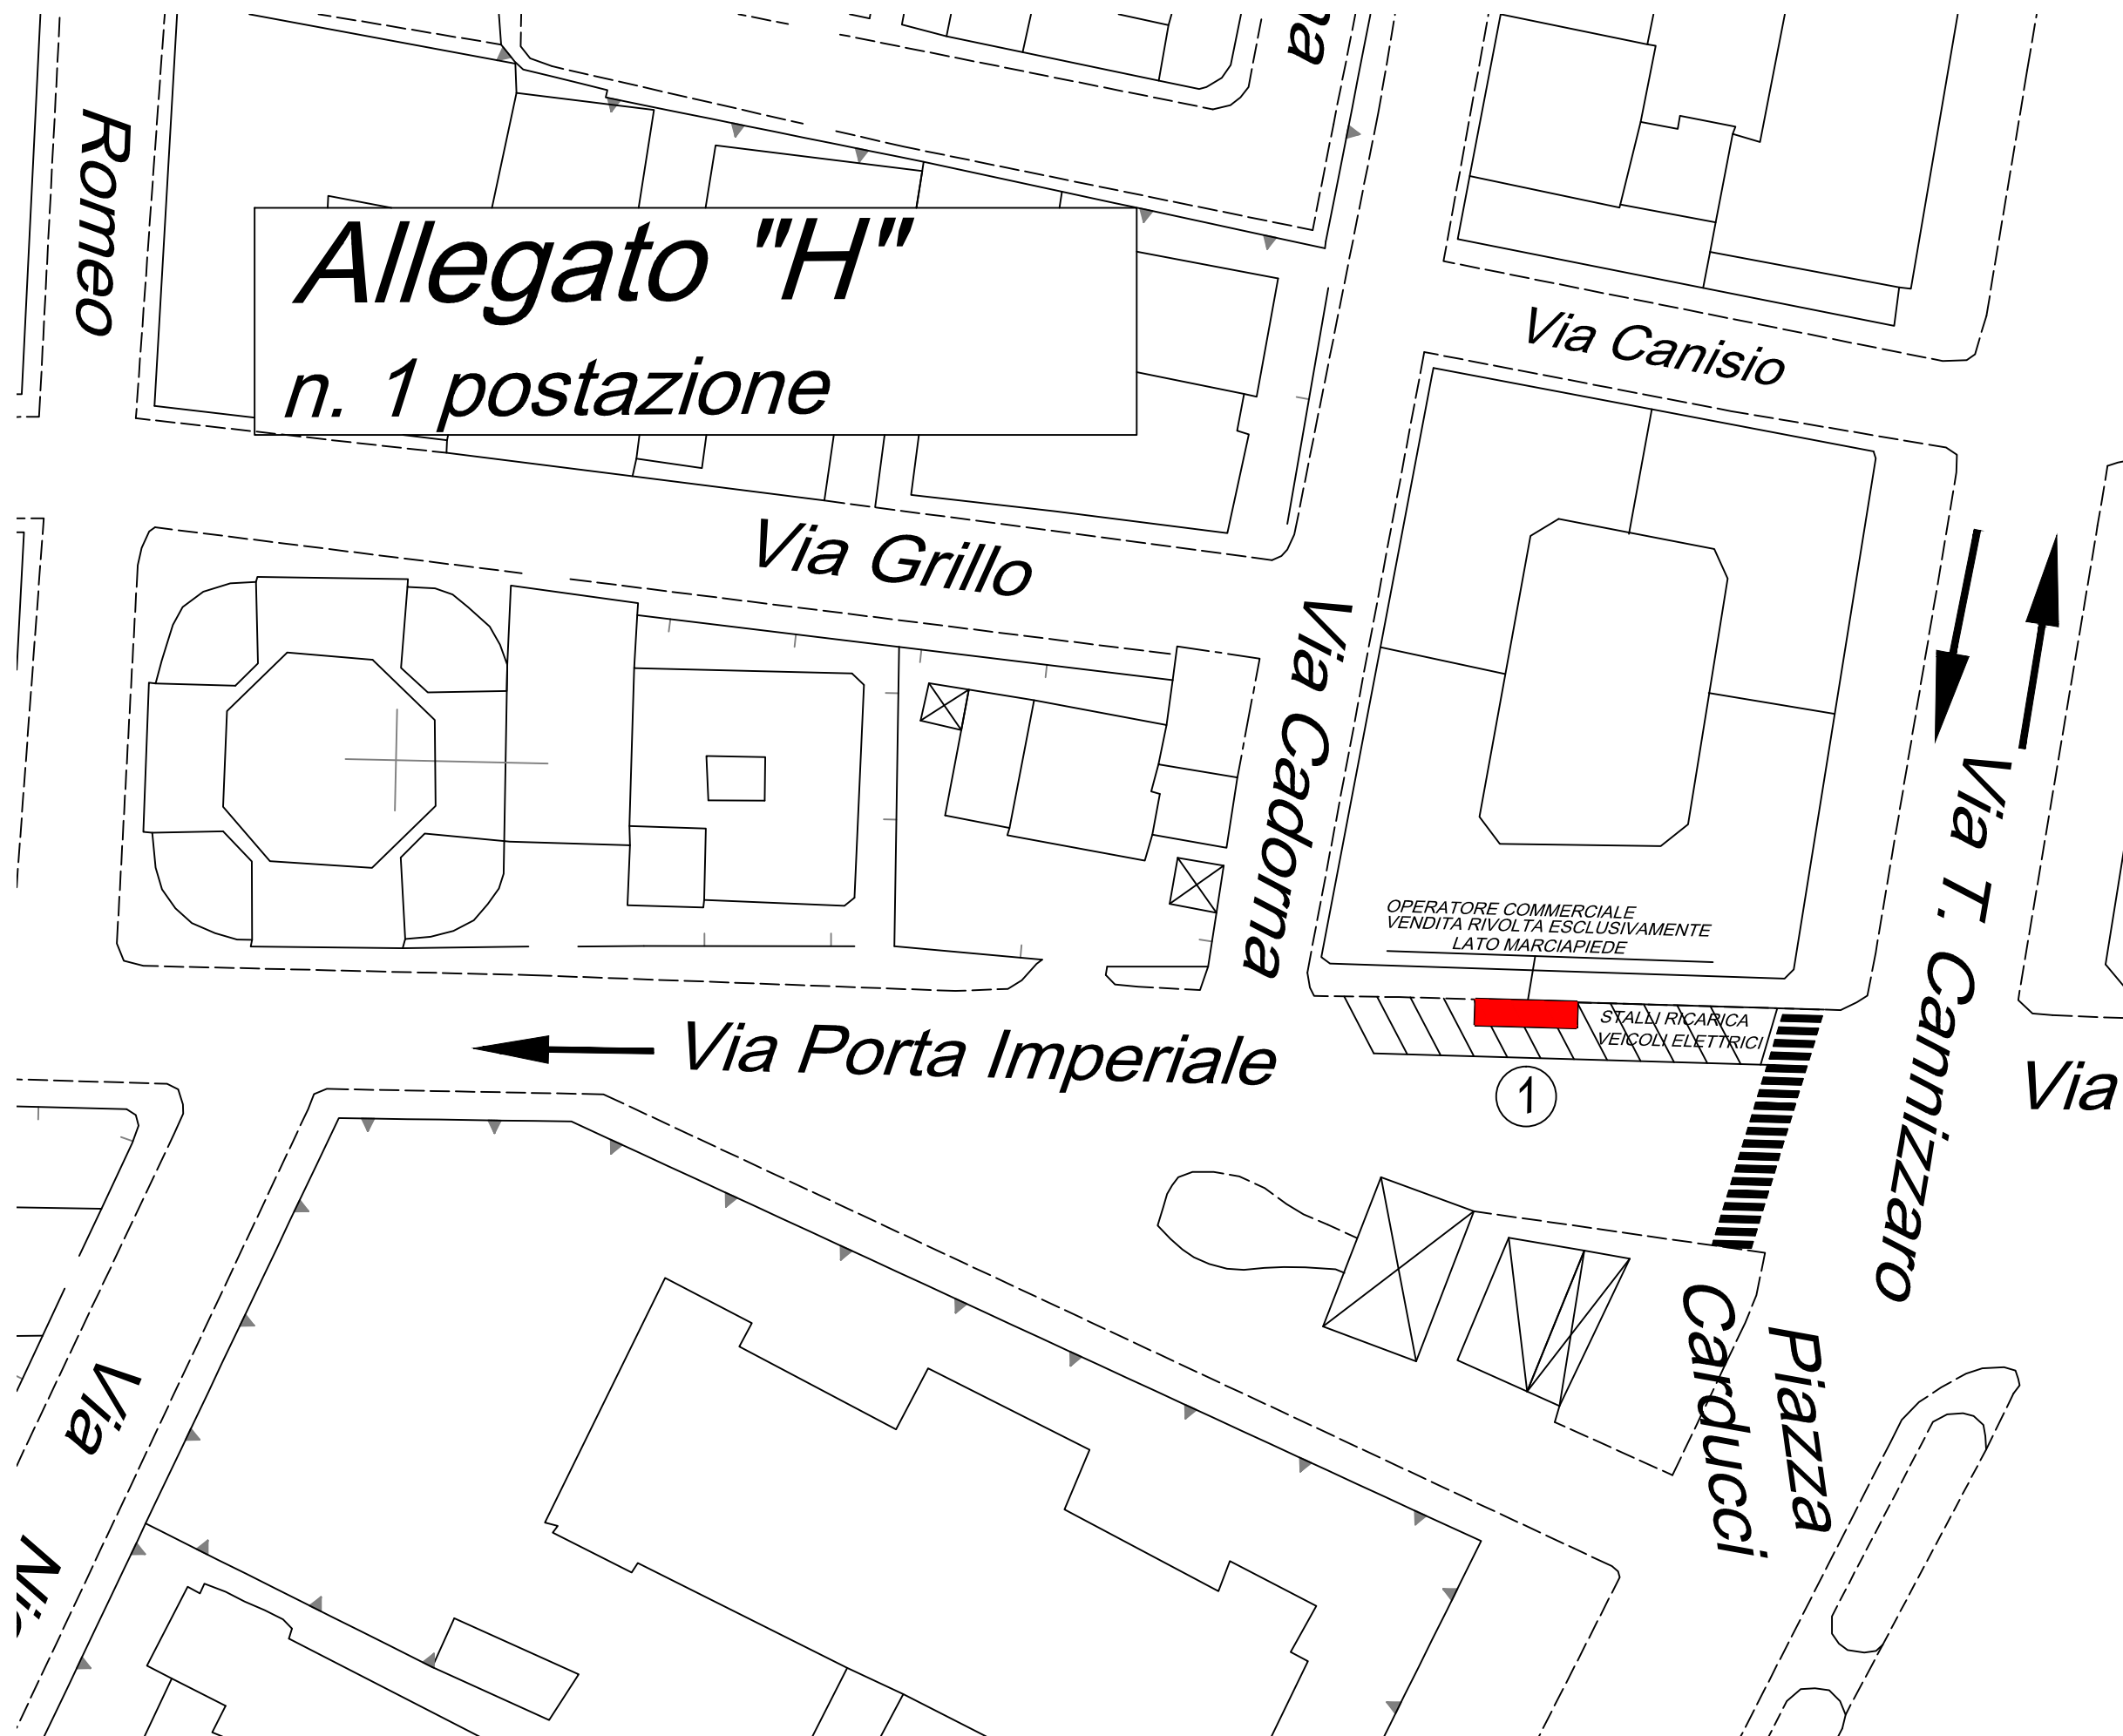 na
Romeo
Allegato "H"
n. 1 postazione
Via Canisio
Via Grillo
Via Cadorna
Via T. Cannizzaro
OPERATORE COMMERCIALE
VENDITA RIVOLTA ESCLUSIVAMENTE
LATO MARCIAPIEDE
STALLI RICARICA
VEICOLI ELETTRICI
Via Porta Imperiale
1
Via
Piazza
Carducci
Via